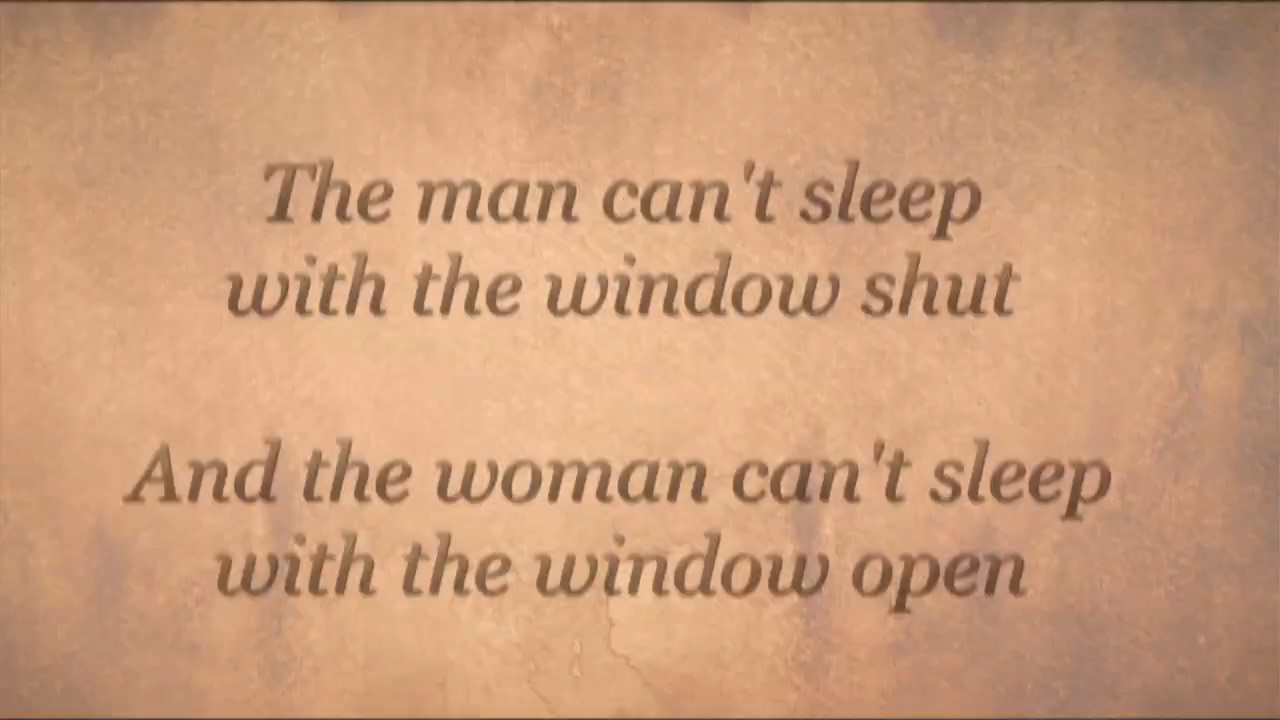 The man can't sleep
with the window shut
And the woman can't sleep
with the window open